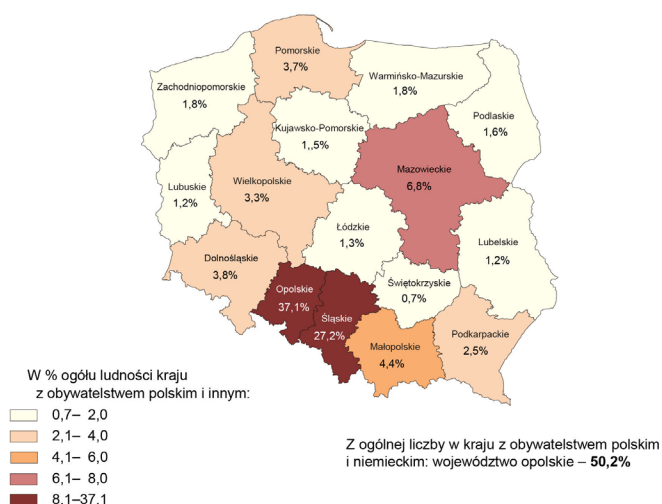 Pomorskie
3,7%
Zachodniopomorskie
1,8%
Warmińsko-Mazurskie
1,8%
Podlaskie
1,6%
Kujawsko-Pomorskie
1,,5%
Mazowieckie
6,8%
Lubuskie
1,2%
Wielkopolskie
3,3%
Łódzkie
1,3%
Lubelskie
1,2%
Dolnośląskie
3,8%
Opolskie
37,1%
Śląskie
27,2%
Świętokrzyskie
0,7%
Małopolskie
4,4%
Podkarpackie
2,5%
W % ogółu ludności kraju
z obywatelstwem polskim i innym:
0,7– 2,0
2,1– 4,0
4,1– 6,0
6,1– 8,0
8,1–37,1
Z ogólnej liczby w kraju z obywatelstwem polskim
i niemieckim: województwo opolskie – 50,2%